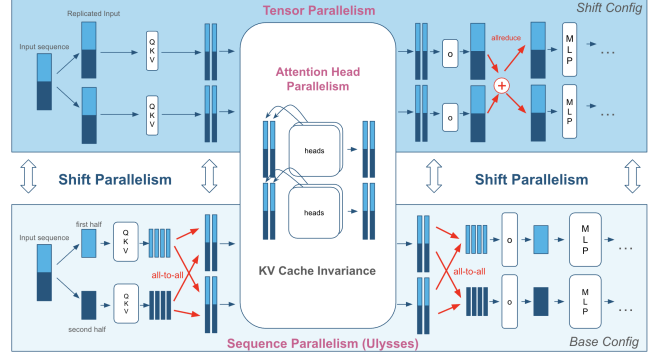 Tensor Parallelism
Shift Config
Replicated Input
Input sequence
Q
K
V
Q
K
V
Attention Head
Parallelism
heads
heads
KV Cache Invariance
o
o
allreduce
+
M
L
P
M
L
P
...
...
Shift Parallelism
Shift Parallelism
Input sequence
first half
second half
Q
K
V
Q
K
V
all-to-all
all-to-all
o
o
M
L
P
M
L
P
...
...
Sequence Parallelism (Ulysses)
Base Config